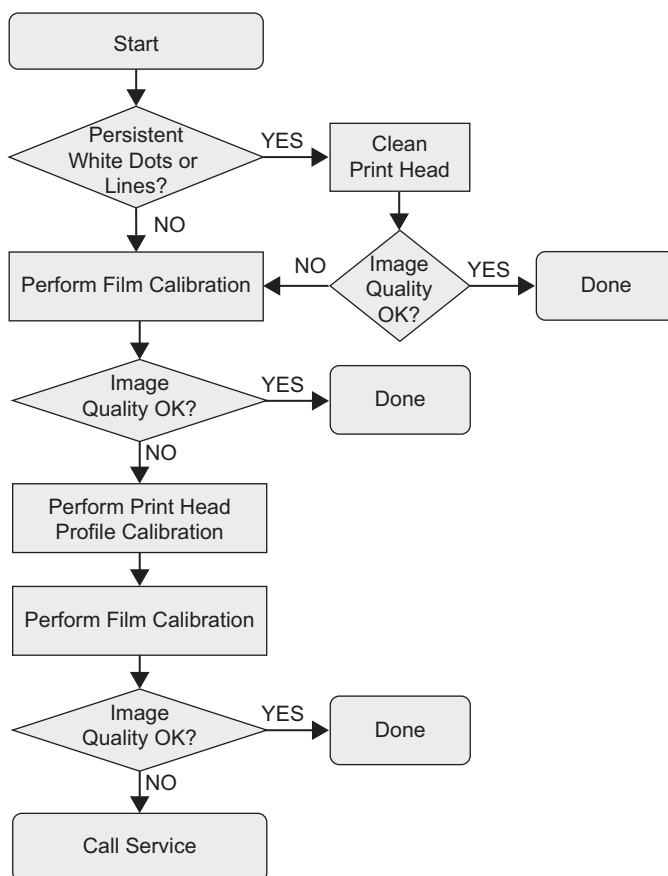 Start
Persistent
White Dots or
Lines?
YES
Clean
Print Head
NO
Perform Film Calibration
NO
Image
Quality
OK?
YES
Done
Image
Quality OK?
YES
Done
NO
Perform Print Head
Profile Calibration
Perform Film Calibration
Image
Quality OK?
YES
Done
NO
Call Service